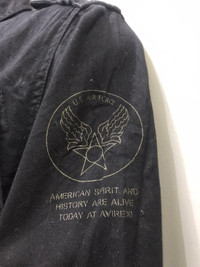 U.S. AIR FORCE
AMERICAN SPIRIT AND
HISTORY ARE ALIVE
TODAY AT AVIREX!